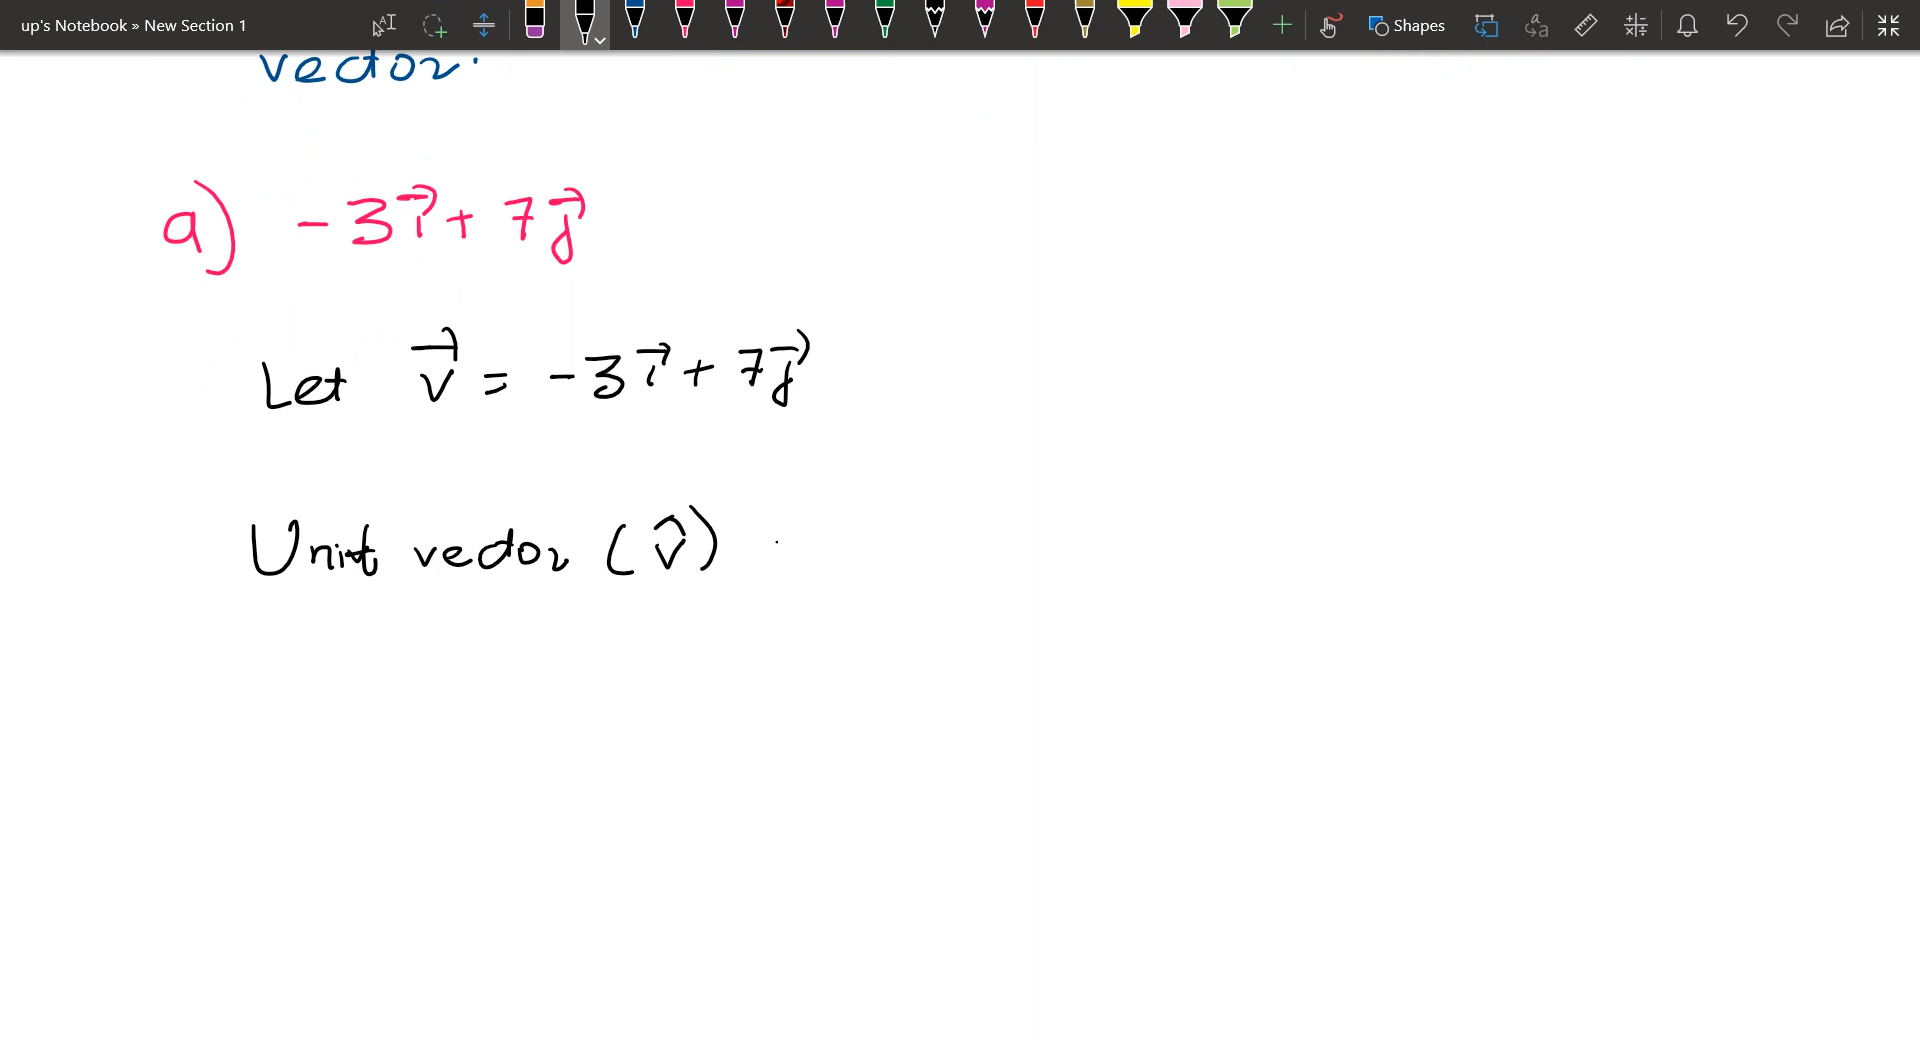 up's Notebook » New Section 1
Shapes
vector.
a) -3i⃗ + 7j⃗
Let v⃗ = -3i⃗ + 7j⃗
Unit vector (v̂)